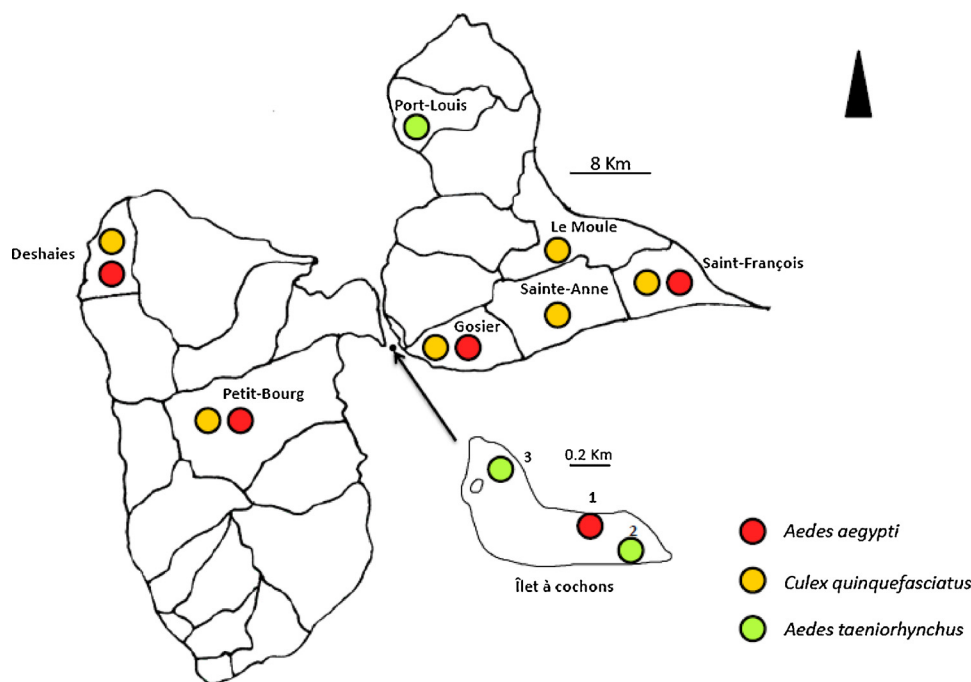 Port-Louis
8 Km
Deshaies
Le Moule
Saint-François
Sainte-Anne
Gosier
Petit-Bourg
0.2 Km
3
1
2
Îlet à cochons
Aedes aegypti
Culex quinquefasciatus
Aedes taeniorhynchus